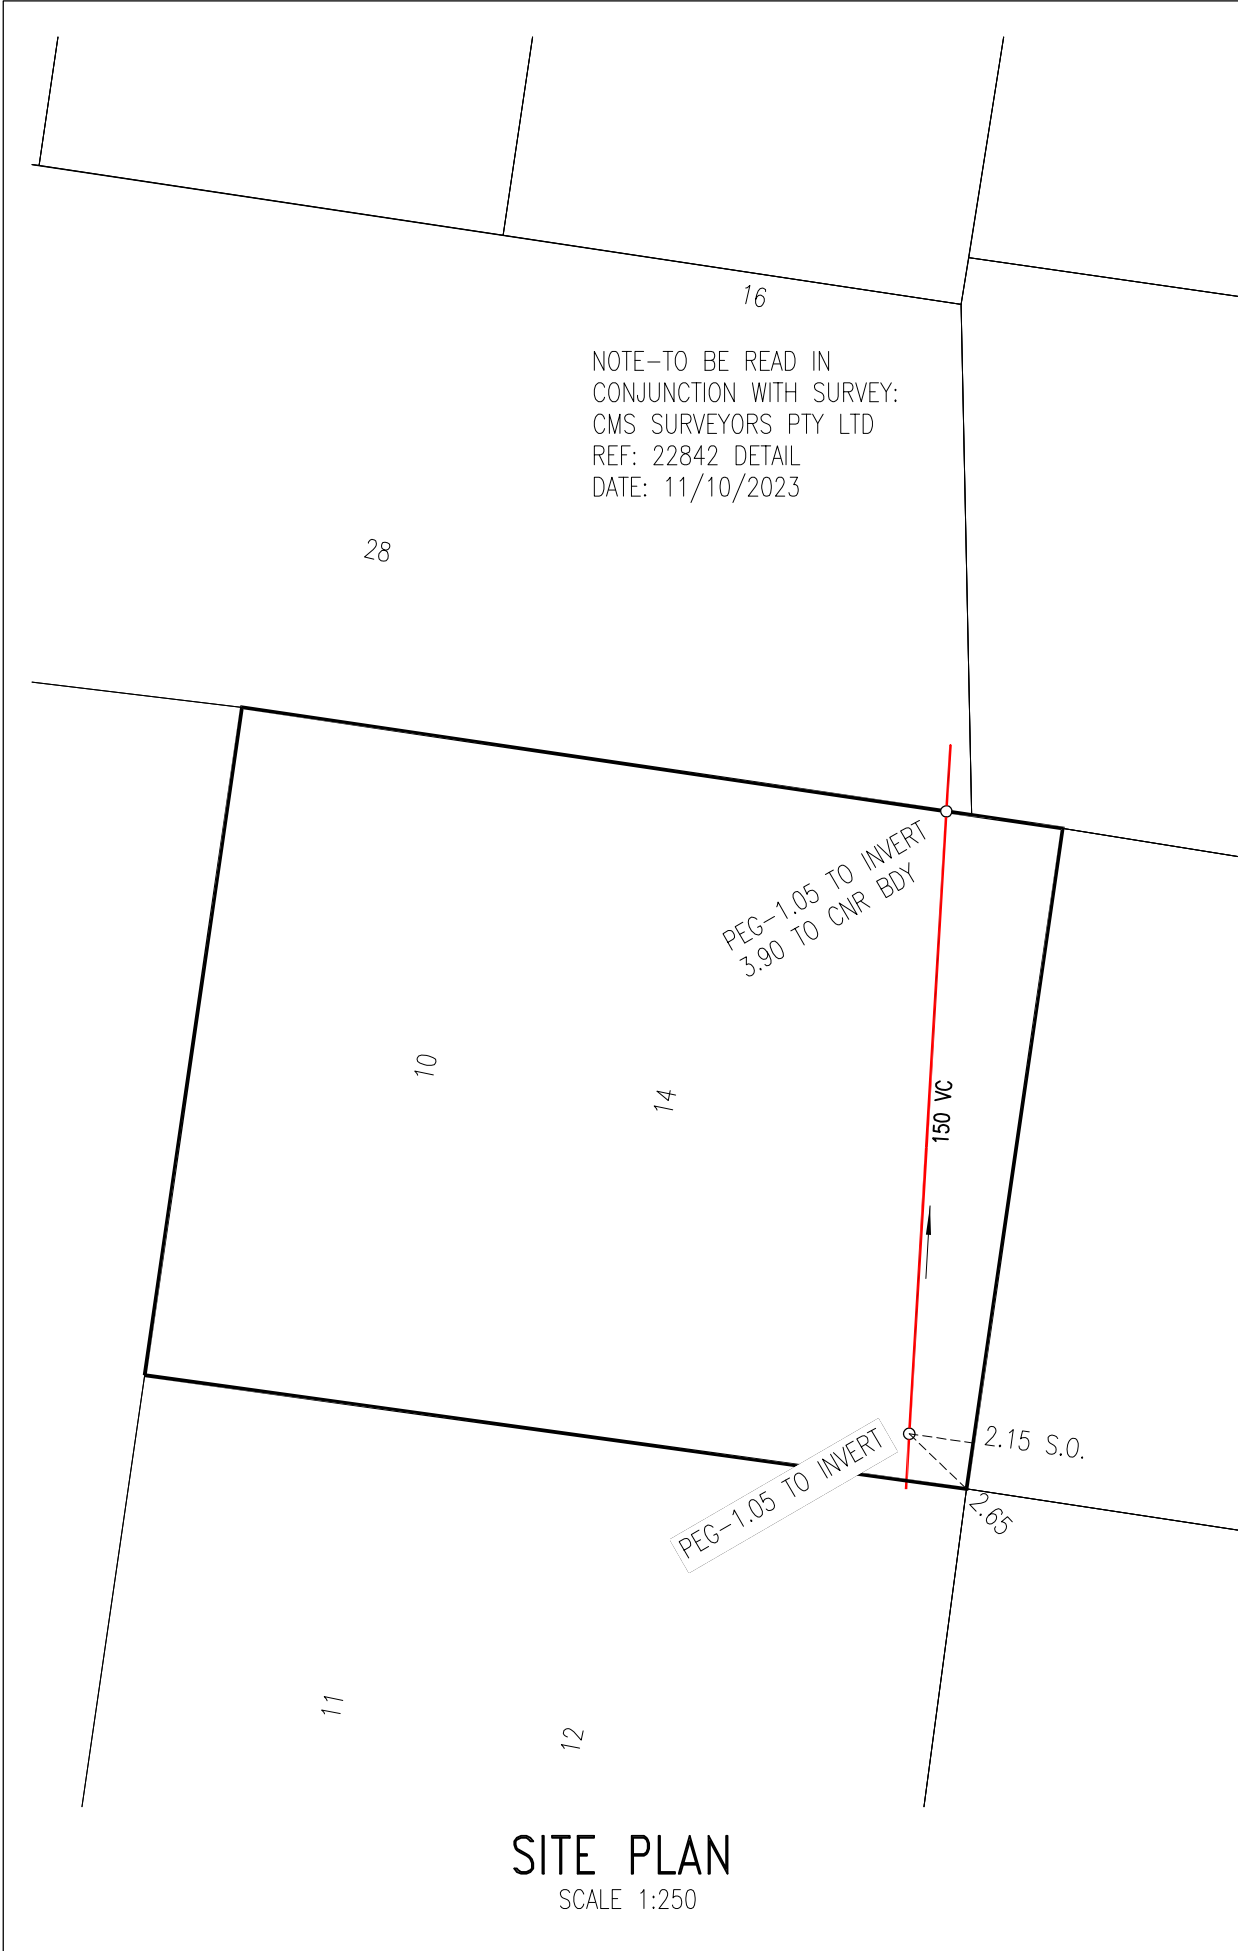 16
NOTE-TO BE READ IN
CONJUNCTION WITH SURVEY:
CMS SURVEYORS PTY LTD
REF: 22842 DETAIL
DATE: 11/10/2023
28
PEG-1.05 TO INVERT
3.90 TO CNR BDY
10
14
150 VC
2.15 S.O.
PEG-1.05 TO INVERT
2.65
11
12
SITE PLAN
SCALE 1:250